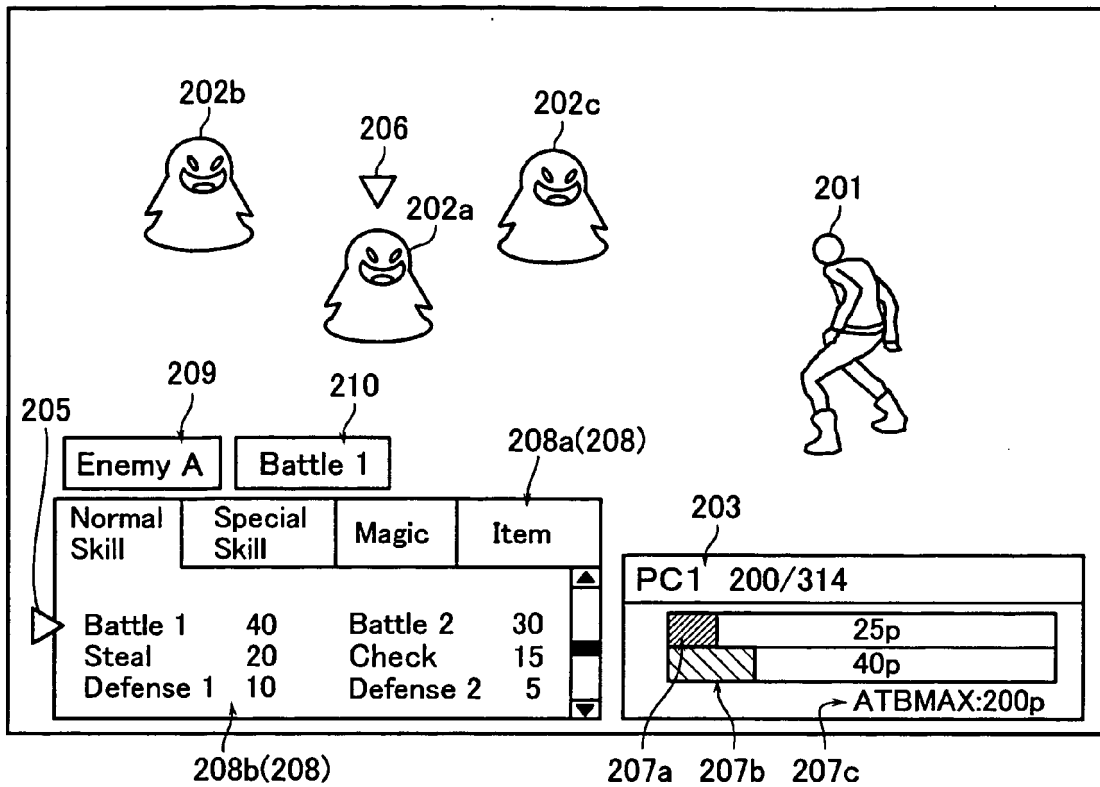 202b
206
202c
202a
201
209
210
205
208a(208)
Enemy A
Battle 1
Normal Skill
Special Skill
Magic
Item
203
PC1 200/314
Battle 1 40 Battle 2 30
Steal 20 Check 15
Defense 1 10 Defense 2 5
25p
40p
ATBMAX:200p
208b(208)
207a 207b 207c